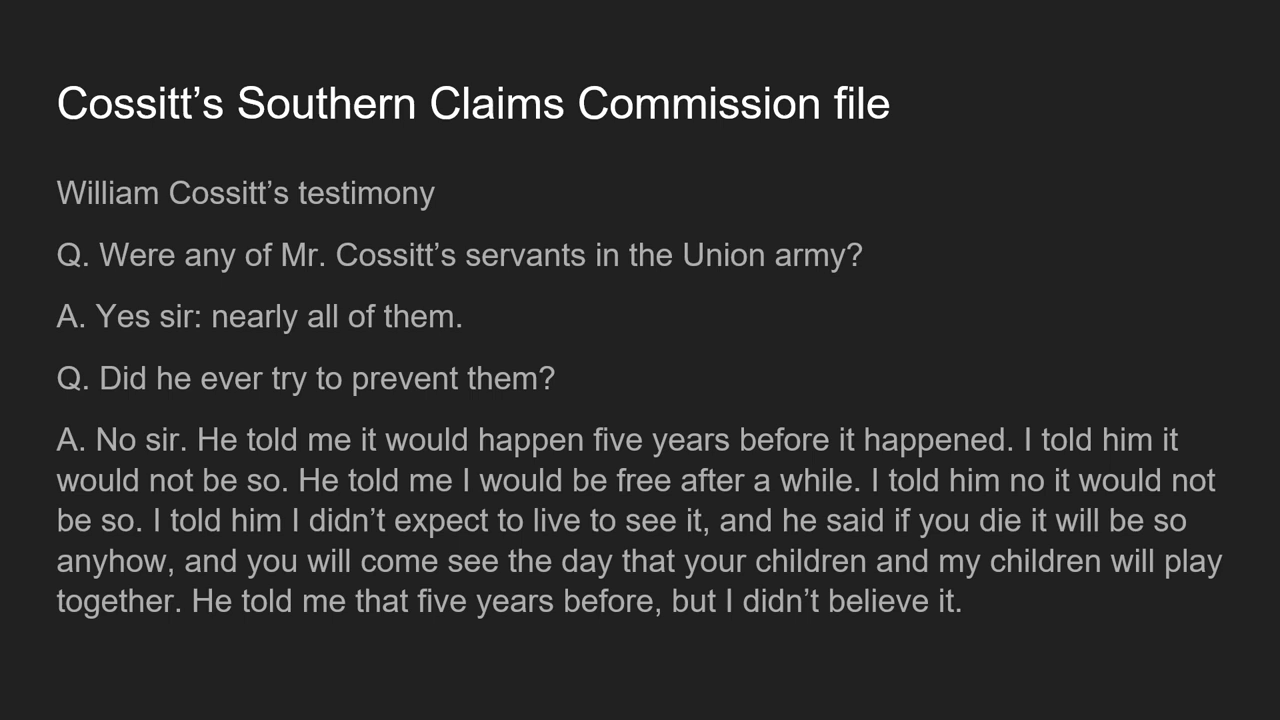 Cossitt’s Southern Claims Commission file
William Cossitt’s testimony
Q. Were any of Mr. Cossitt’s servants in the Union army?
A. Yes sir: nearly all of them.
Q. Did he ever try to prevent them?
A. No sir. He told me it would happen five years before it happened. I told him it
would not be so. He told me I would be free after a while. I told him no it would not
be so. I told him I didn’t expect to live to see it, and he said if you die it will be so
anyhow, and you will come see the day that your children and my children will play
together. He told me that five years before, but I didn’t believe it.